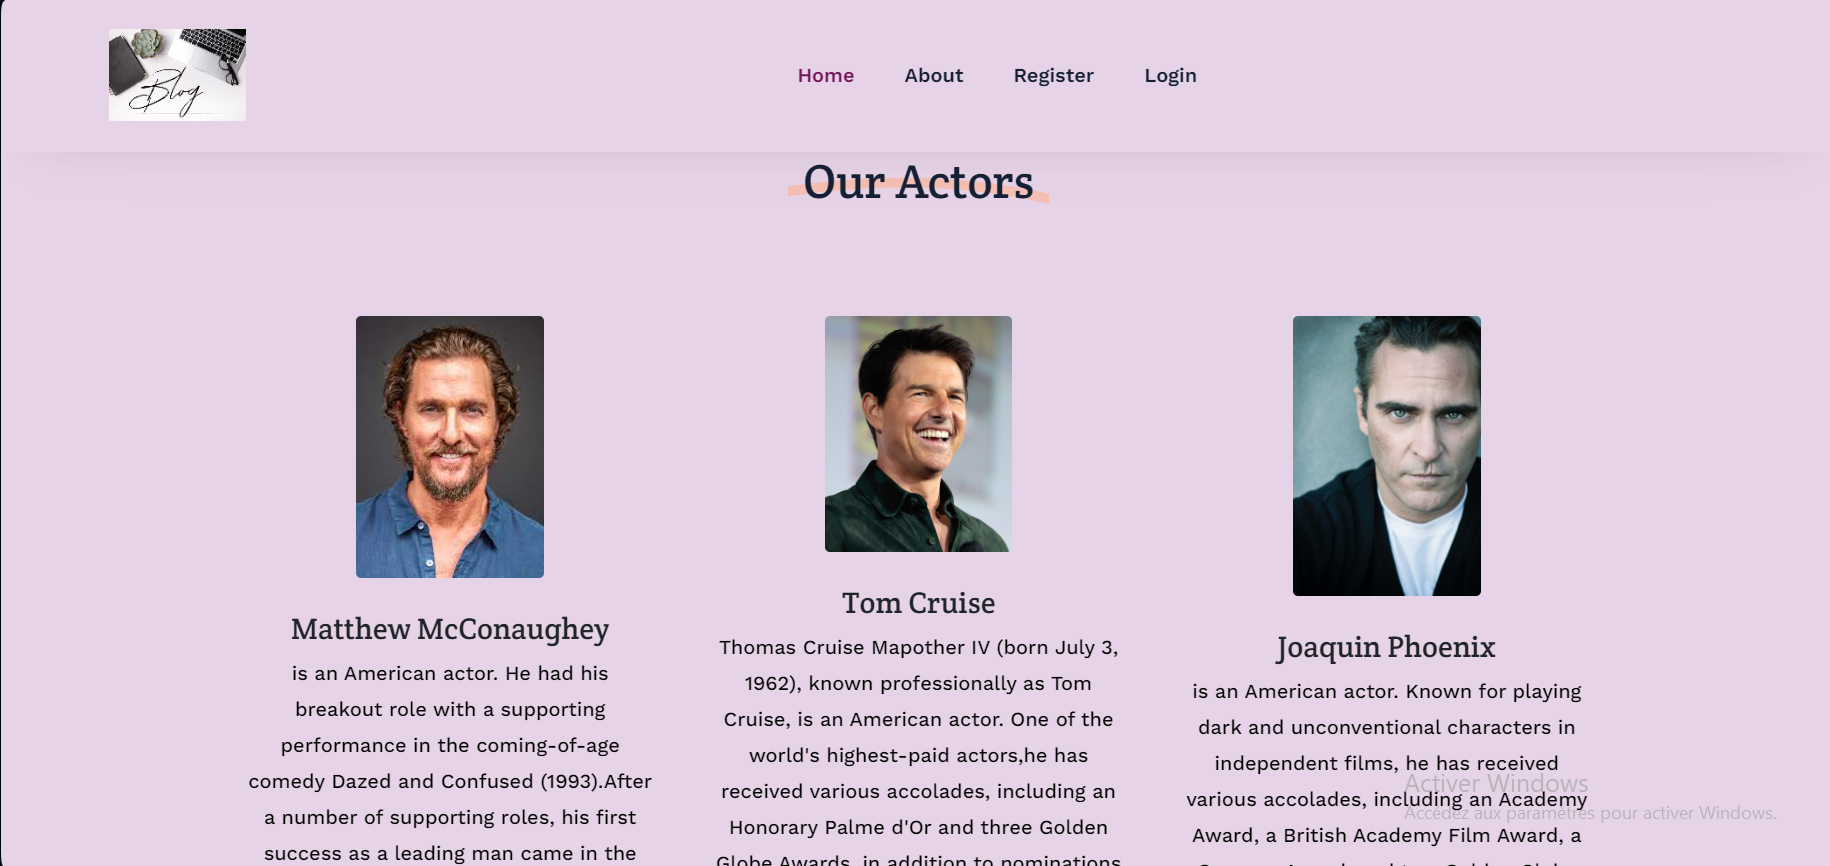 Blog
Home About Register Login
Our Actors
Matthew McConaughey
is an American actor. He had his
breakout role with a supporting
performance in the coming-of-age
comedy Dazed and Confused (1993).After
a number of supporting roles, his first
success as a leading man came in the
Tom Cruise
Thomas Cruise Mapother IV (born July 3,
1962), known professionally as Tom
Cruise, is an American actor. One of the
world's highest-paid actors,he has
received various accolades, including an
Honorary Palme d'Or and three Golden
Globe Awards, in addition to nominations
Joaquin Phoenix
is an American actor. Known for playing
dark and unconventional characters in
independent films, he has received
various accolades, including an Academy
Award, a British Academy Film Award, a
Activer Windows
Accédez aux paramètres pour activer Windows.